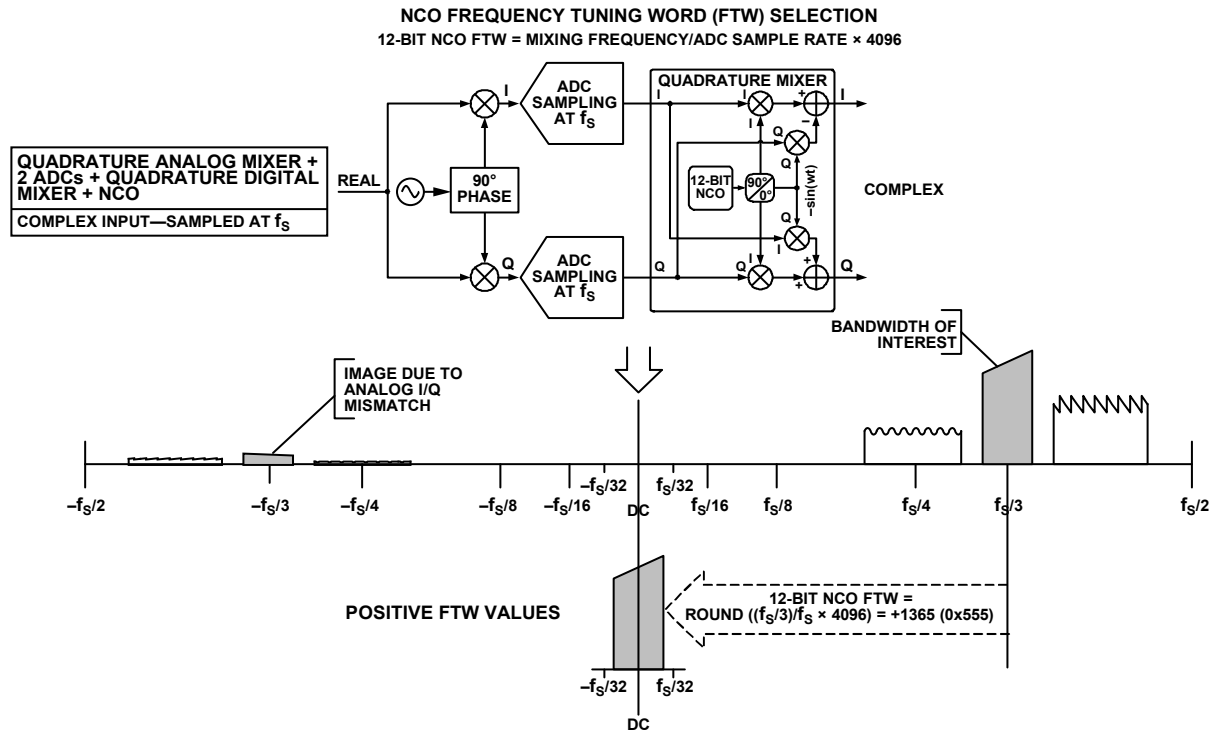 NCO FREQUENCY TUNING WORD (FTW) SELECTION
12-BIT NCO FTW = MIXING FREQUENCY/ADC SAMPLE RATE × 4096
QUADRATURE ANALOG MIXER +
2 ADCs + QUADRATURE DIGITAL
MIXER + NCO
COMPLEX INPUT—SAMPLED AT fS
REAL
90°
PHASE
I
ADC
SAMPLING
AT fS
Q
ADC
SAMPLING
AT fS
QUADRATURE MIXER
I
I
I
+
–
I
Q
Q
12-BIT
NCO
90°
0°
–sin(wt)
Q
I
Q
Q
I
+
+
Q
COMPLEX
BANDWIDTH OF
INTEREST
IMAGE DUE TO
ANALOG I/Q
MISMATCH
–fS/2
–fS/3
–fS/4
–fS/8
–fS/16
–fS/32
DC
fS/32
fS/16
fS/8
fS/4
fS/3
fS/2
POSITIVE FTW VALUES
12-BIT NCO FTW =
ROUND ((fS/3)/fS × 4096) = +1365 (0x555)
–fS/32
fS/32
DC